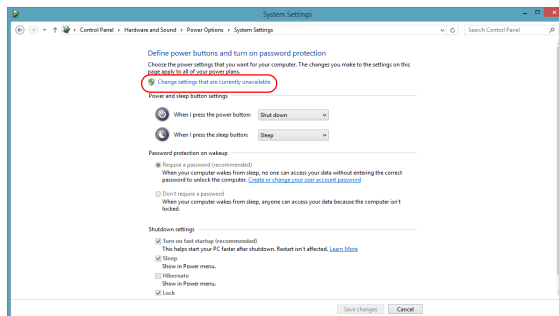 System Settings
Control Panel
Hardware and Sound
Power Options
System Settings
Search Control Panel
Define power buttons and turn on password protection
Choose the power settings that you want for your computer. The changes you make to the settings on this
page apply to all of your power plans.
Change settings that are currently unavailable
Power and sleep button settings
When I press the power button:
Shut down
When I press the sleep button:
Sleep
Password protection on wakeup
Require a password (recommended)
When your computer wakes from sleep, no one can access your data without entering the correct
password to unlock the computer. Create or change your user account password
Don't require a password
When your computer wakes from sleep, anyone can access your data because the computer isn't
locked.
Shutdown settings
Turn on fast startup (recommended)
This helps start your PC faster after shutdown. Restart isn't affected. Learn More
Sleep
Show in Power menu.
Hibernate
Show in Power menu.
Lock
Save changes
Cancel